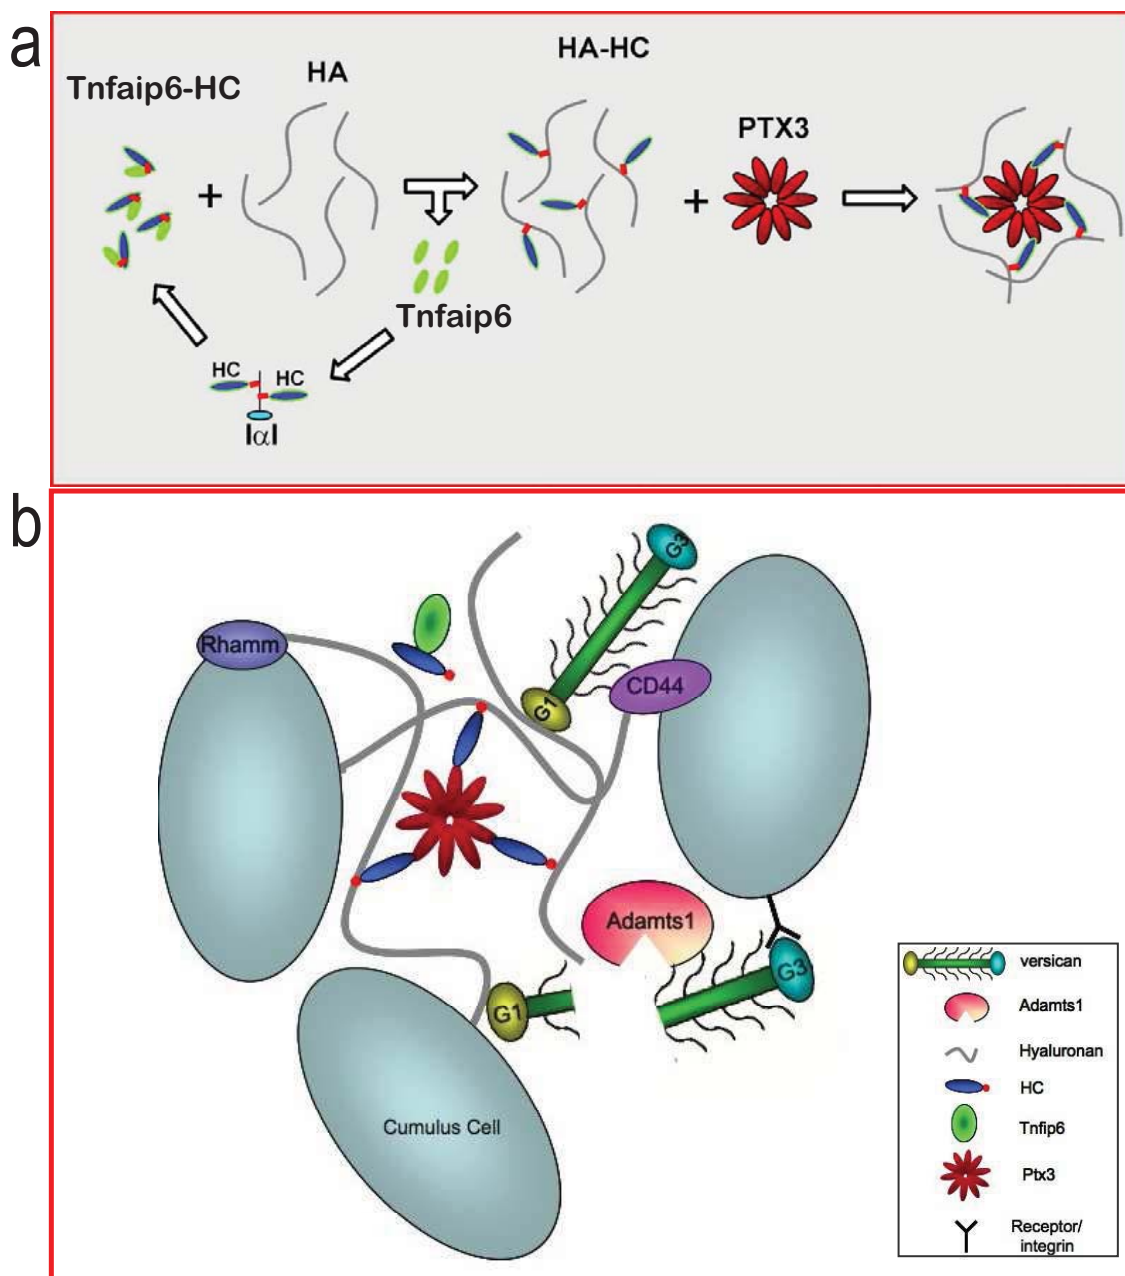 a
Tnfaip6-HC
HA
HA-HC
PTX3
+
+
Tnfaip6
HC
HC
IαI
b
G3
Rhamm
CD44
G1
Adamts1
G3
G1
Cumulus Cell
versican
Adamts1
Hyaluronan
HC
Tnfip6
Ptx3
Receptor/
integrin